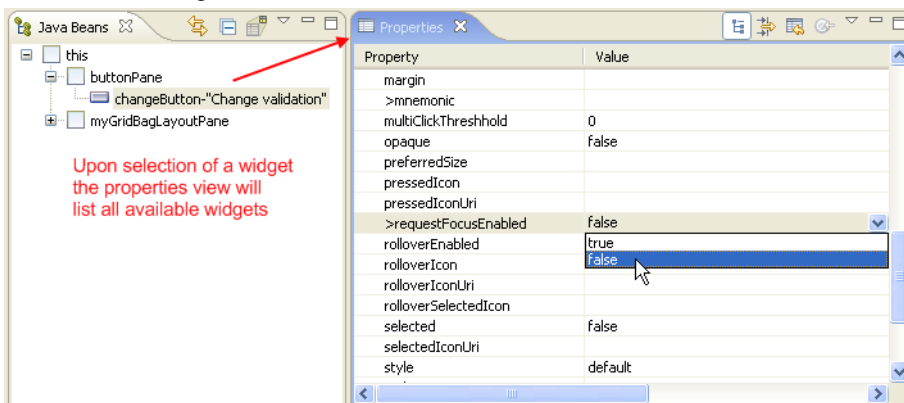 Java Beans
this
buttonPane
changeButton-"Change validation"
myGridBagLayoutPane
Upon selection of a widget
the properties view will
list all available widgets
Properties
Property Value
margin
>mnemonic
multiClickThreshhold 0
opaque false
preferredSize
pressedIcon
pressedIconUri
>requestFocusEnabled false
rolloverEnabled true
rolloverIcon false
rolloverIconUri
rolloverSelectedIcon
selected false
selectedIconUri
style default